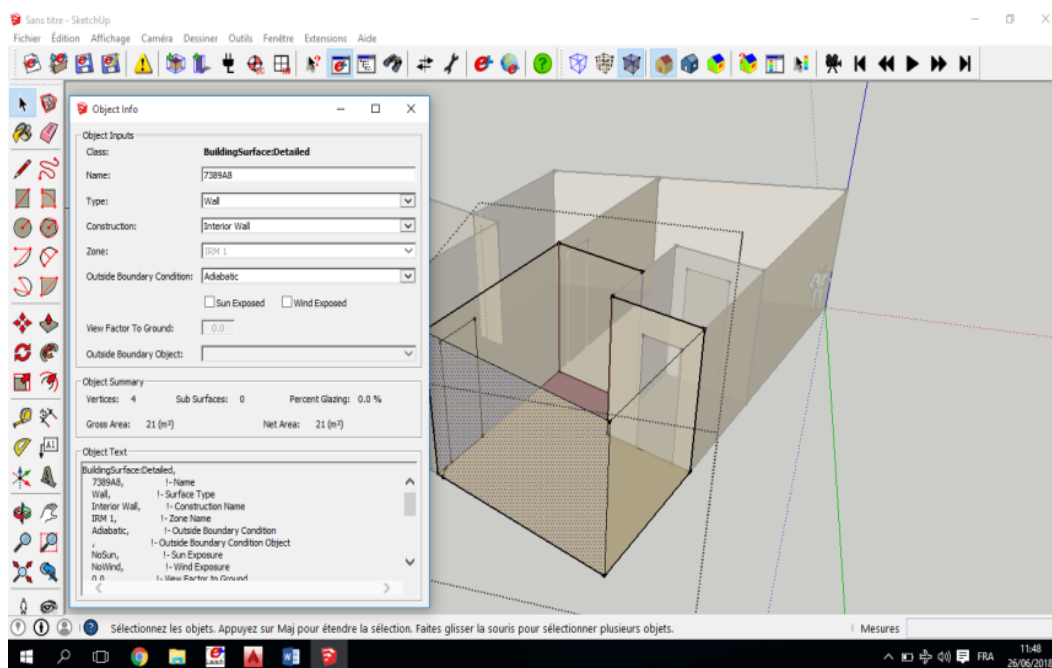 Sans titre - SketchUp
Fichier Édition Affichage Caméra Dessiner Outils Fenêtre Extensions Aide
Object Info
Object Inputs
Class: BuildingSurface:Detailed
Name: 7389A8
Type: Wall
Construction: Interior Wall
Zone: IRM 1
Outside Boundary Condition: Adiabatic
Sun Exposed Wind Exposed
View Factor To Ground: 0.0
Outside Boundary Object:
Object Summary
Vertices: 4 Sub Surfaces: 0 Percent Glazing: 0.0 %
Gross Area: 21 (m²) Net Area: 21 (m²)
Object Text
BuildingSurface:Detailed,
7389A8, !- Name
Wall, !- Surface Type
Interior Wall, !- Construction Name
IRM 1, !- Zone Name
Adiabatic, !- Outside Boundary Condition
, !- Outside Boundary Condition Object
NoSun, !- Sun Exposure
NoWind, !- Wind Exposure
0.0 !- View Factor to Ground
Sélectionnez les objets. Appuyez sur Maj pour étendre la sélection. Faites glisser la souris pour sélectionner plusieurs objets.
Mesures
FRA
11:48
26/06/2018